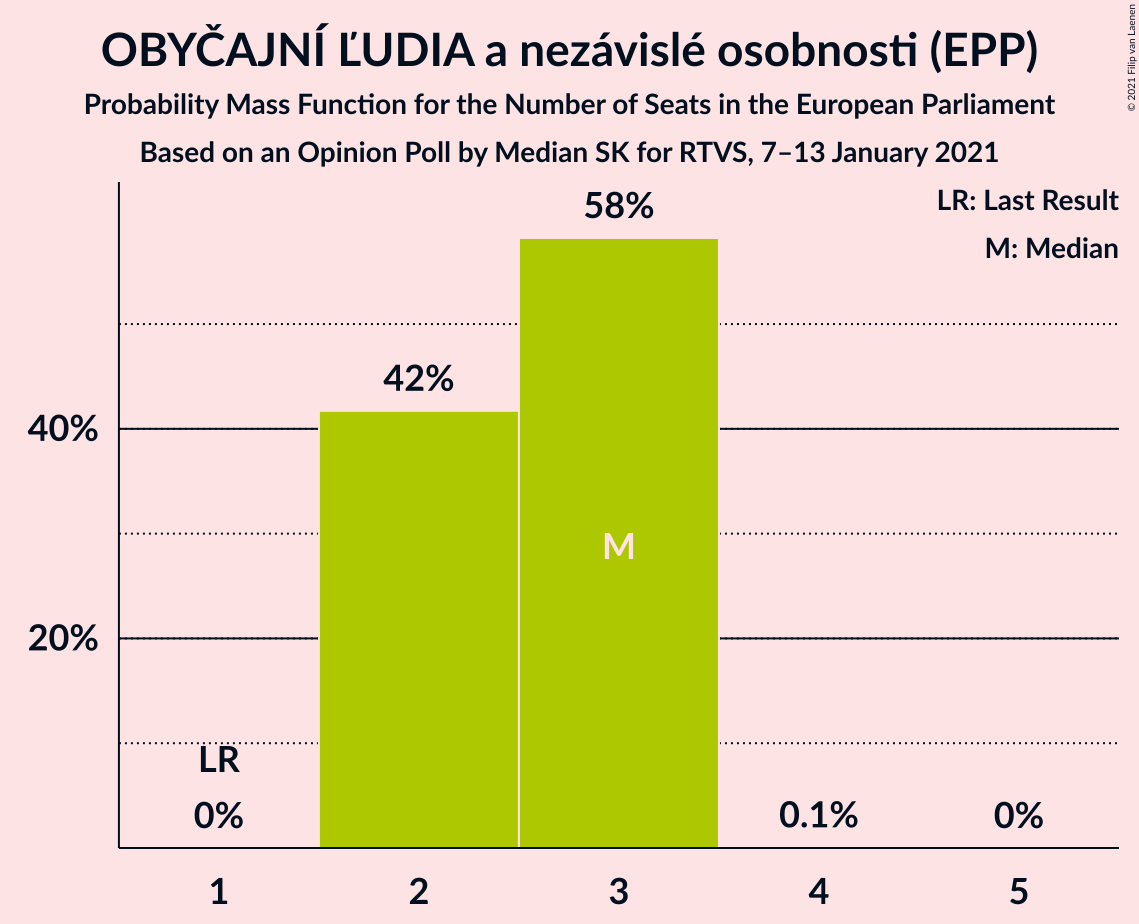 OBYČAJNÍ ĽUDIA a nezávislé osobnosti (EPP)
Probability Mass Function for the Number of Seats in the European Parliament
Based on an Opinion Poll by Median SK for RTVS, 7–13 January 2021
© 2021 Filip van Laenen
LR: Last Result
M: Median
58%
42%
40%
M
20%
LR
0%
0.1%
0%
1 2 3 4 5